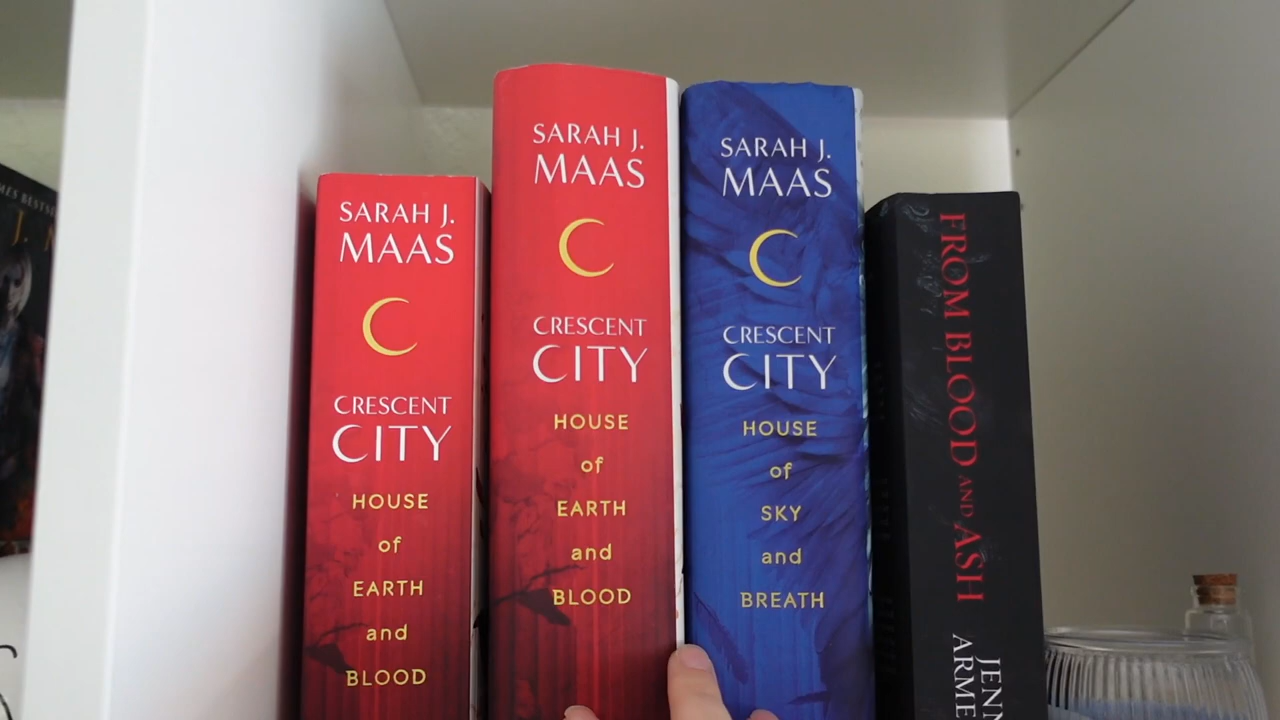 SARAH J.
MAAS
CRESCENT
CITY
HOUSE
of
EARTH
and
BLOOD
SARAH J.
MAAS
CRESCENT
CITY
HOUSE
of
EARTH
and
BLOOD
SARAH J.
MAAS
CRESCENT
CITY
HOUSE
of
SKY
and
BREATH
FROM BLOOD AND ASH